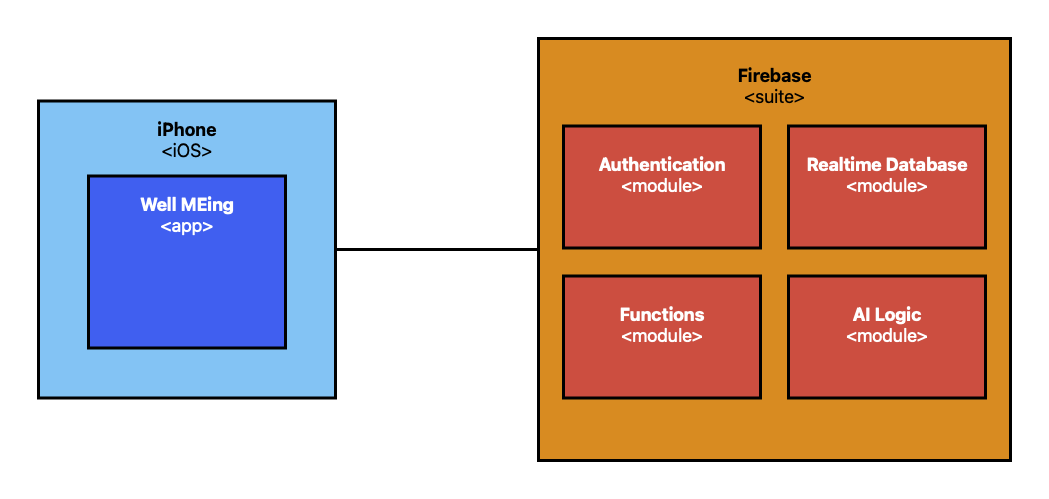 iPhone
<iOS>
Well MEing
<app>
Firebase
<suite>
Authentication
<module>
Realtime Database
<module>
Functions
<module>
AI Logic
<module>